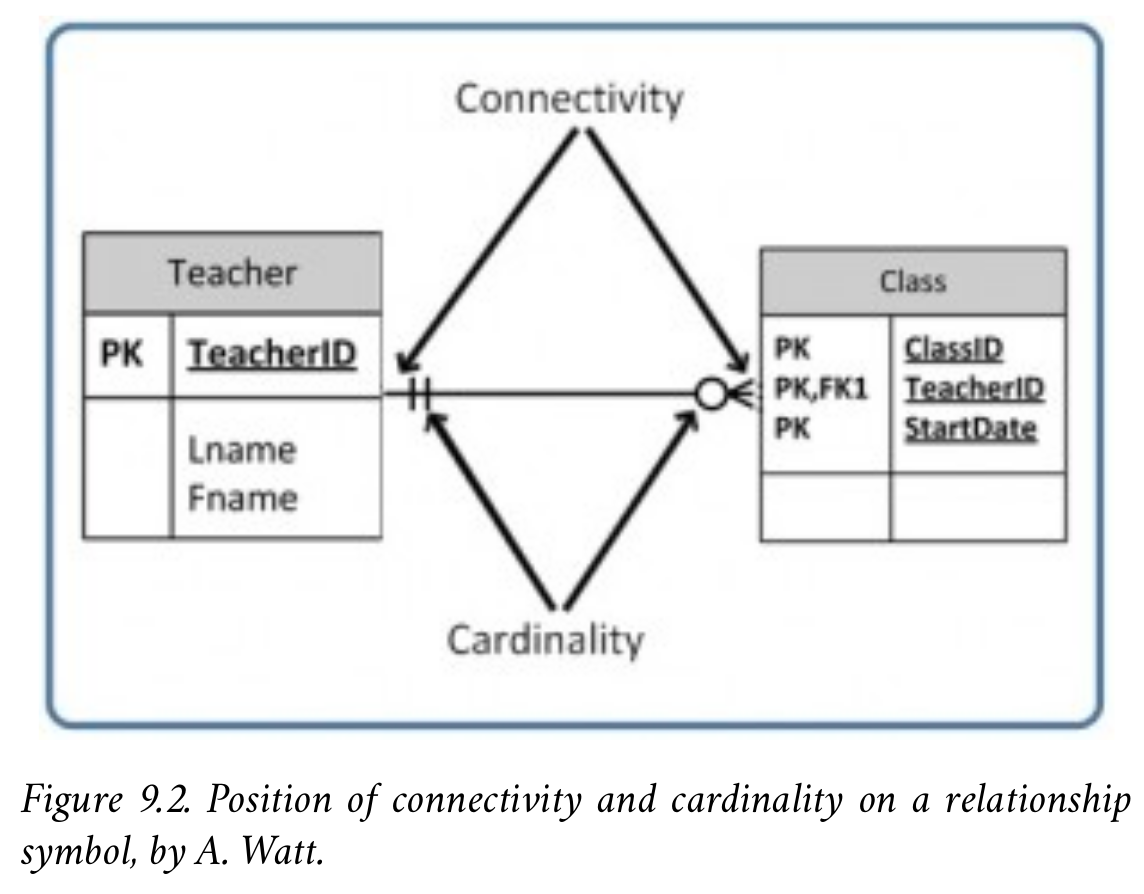 Connectivity
Teacher
PK TeacherID
Lname
Fname
Class
PK ClassID
PK,FK1 TeacherID
PK StartDate
Cardinality
Figure 9.2. Position of connectivity and cardinality on a relationship
symbol, by A. Watt.